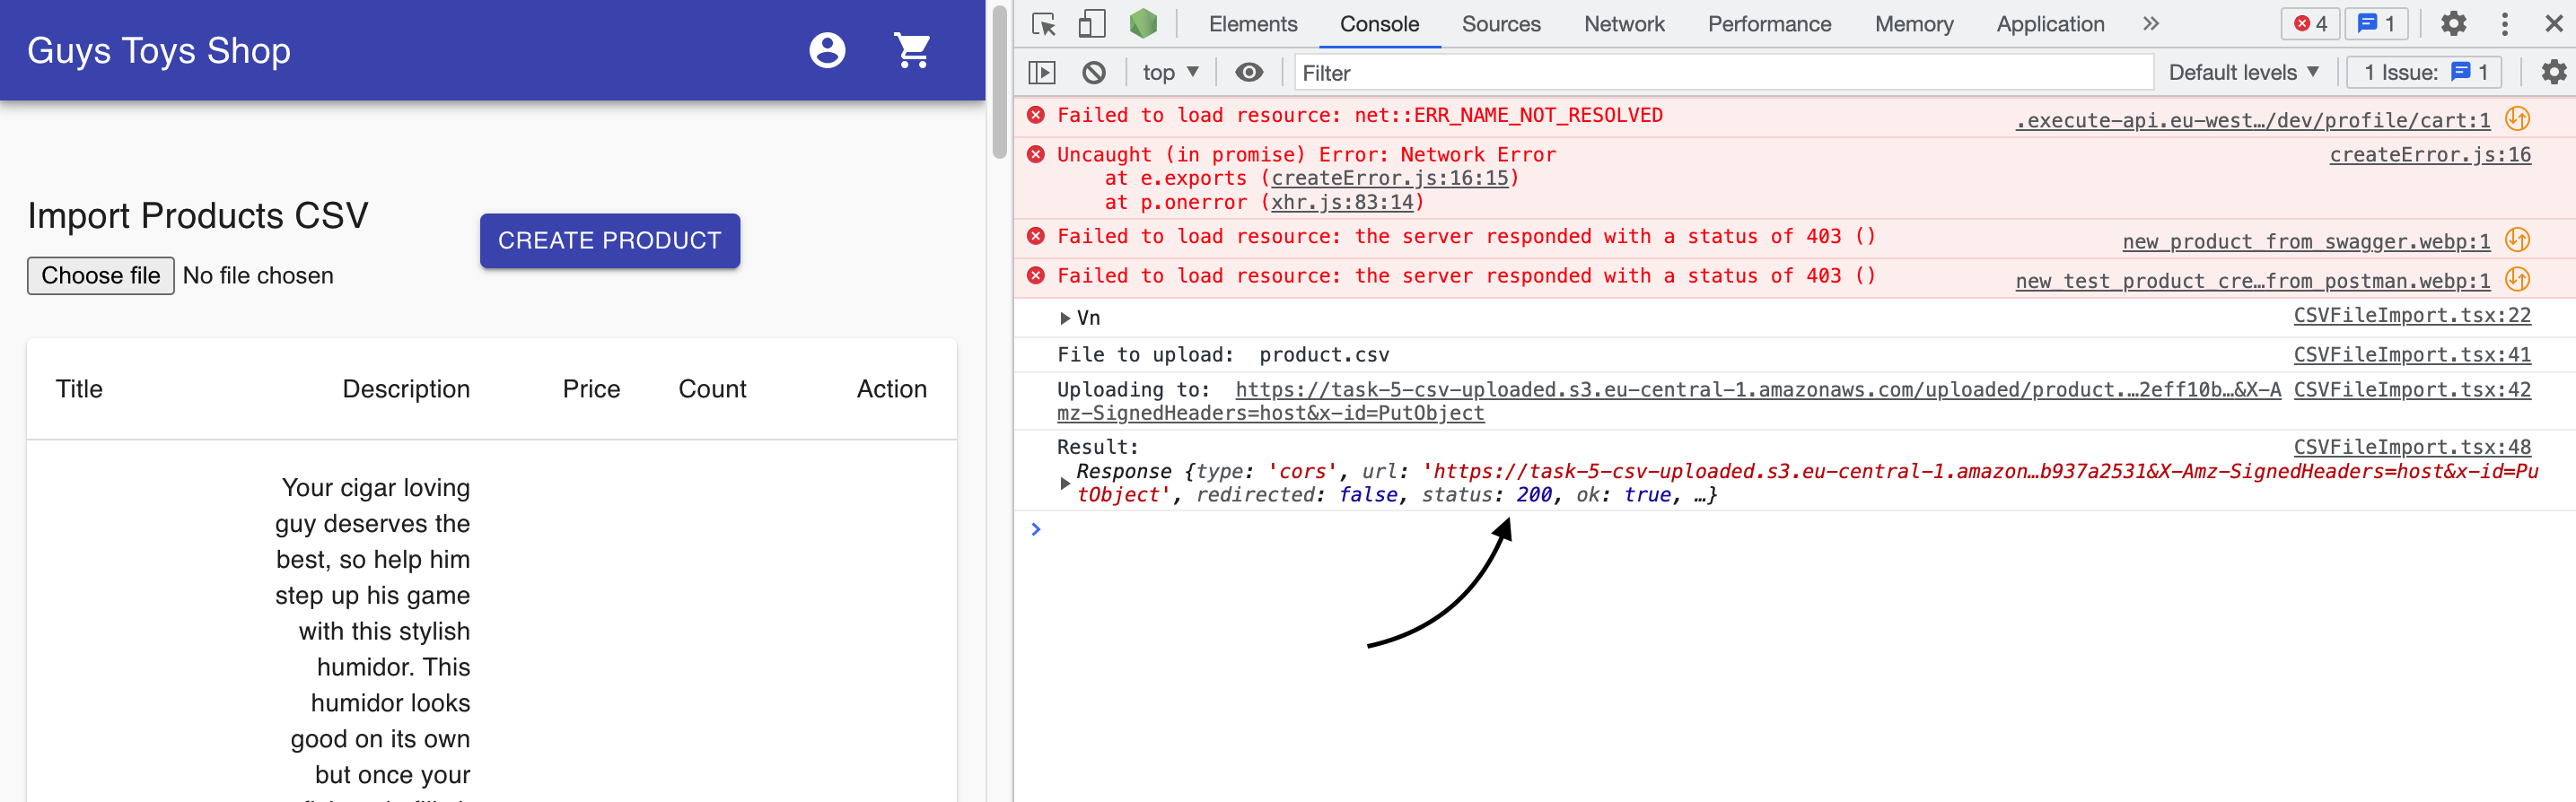 Guys Toys Shop
Import Products CSV
CREATE PRODUCT
Choose file No file chosen
Title Description Price Count Action
Your cigar loving
guy deserves the
best, so help him
step up his game
with this stylish
humidor. This
humidor looks
good on its own
but once your
Elements Console Sources Network Performance Memory Application » 4 1
top ▼ Filter Default levels ▼ 1 Issue: 1
Failed to load resource: net::ERR_NAME_NOT_RESOLVED .execute-api.eu-west…/dev/profile/cart:1
Uncaught (in promise) Error: Network Error createError.js:16
at e.exports (createError.js:16:15)
at p.onerror (xhr.js:83:14)
Failed to load resource: the server responded with a status of 403 () new_product_from_swagger.webp:1
Failed to load resource: the server responded with a status of 403 () new_test_product_cre…from_postman.webp:1
▶ Vn CSVFileImport.tsx:22
File to upload: product.csv CSVFileImport.tsx:41
Uploading to: https://task-5-csv-uploaded.s3.eu-central-1.amazonaws.com/uploaded/product.…2eff10b…&X-A CSVFileImport.tsx:42
mz-SignedHeaders=host&x-id=PutObject
Result: CSVFileImport.tsx:48
Response {type: 'cors', url: 'https://task-5-csv-uploaded.s3.eu-central-1.amazon…b937a2531&X-Amz-SignedHeaders=host&x-id=Pu
tObject', redirected: false, status: 200, ok: true, …}